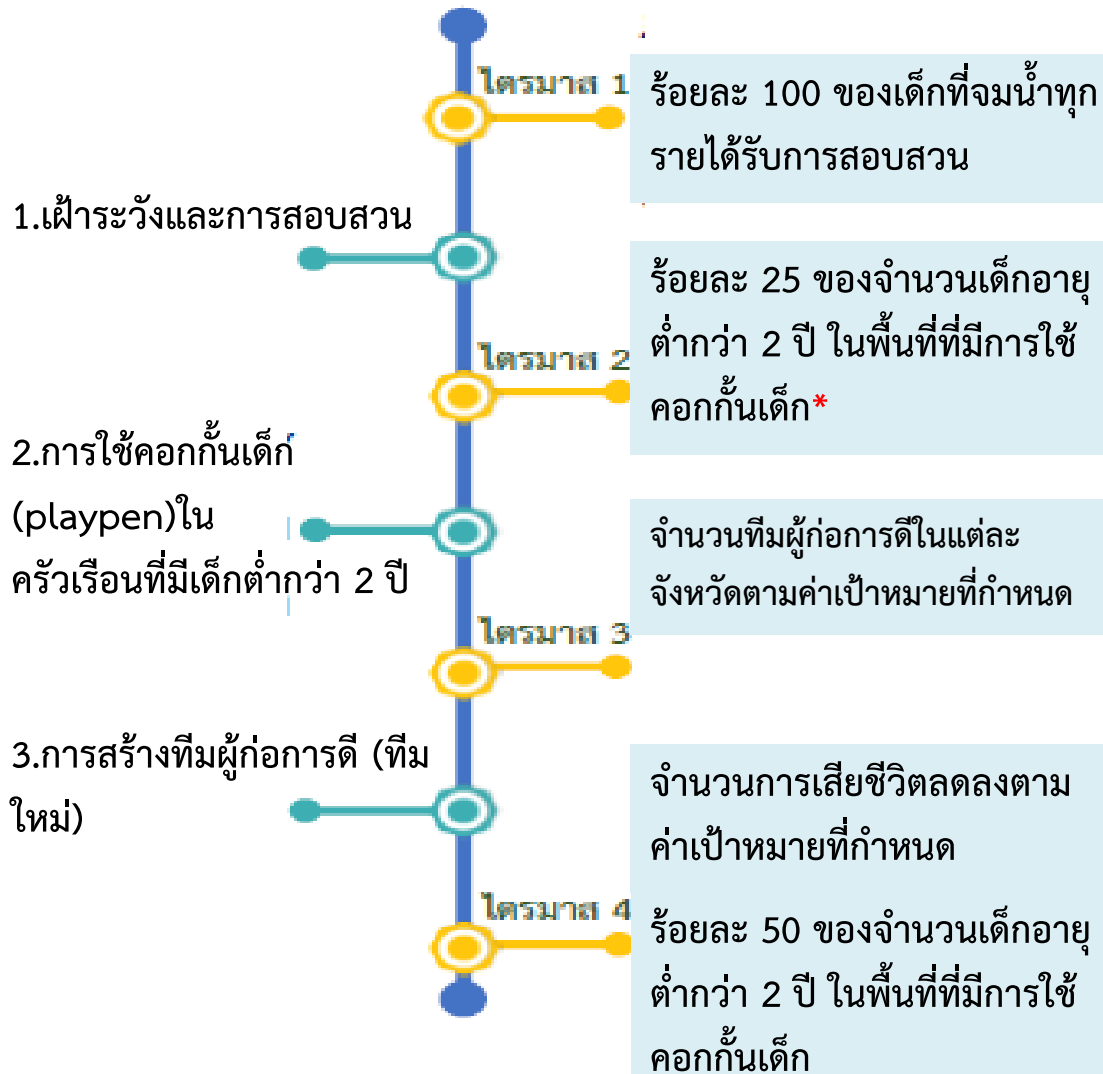 ไตรมาส 1
ร้อยละ 100 ของเด็กที่จมน้ำทุก
รายได้รับการสอบสวน
1.เฝ้าระวังและการสอบสวน
ร้อยละ 25 ของจำนวนเด็กอายุ
ต่ำกว่า 2 ปี ในพื้นที่ที่มีการใช้
คอกกั้นเด็ก*
ไตรมาส 2
2.การใช้คอกกั้นเด็ก
(playpen)ใน
ครัวเรือนที่มีเด็กต่ำกว่า 2 ปี
จำนวนทีมผู้ก่อการดีในแต่ละ
จังหวัดตามค่าเป้าหมายที่กำหนด
ไตรมาส 3
3.การสร้างทีมผู้ก่อการดี (ทีม
ใหม่)
จำนวนการเสียชีวิตลดลงตาม
ค่าเป้าหมายที่กำหนด
ไตรมาส 4
ร้อยละ 50 ของจำนวนเด็กอายุ
ต่ำกว่า 2 ปี ในพื้นที่ที่มีการใช้
คอกกั้นเด็ก